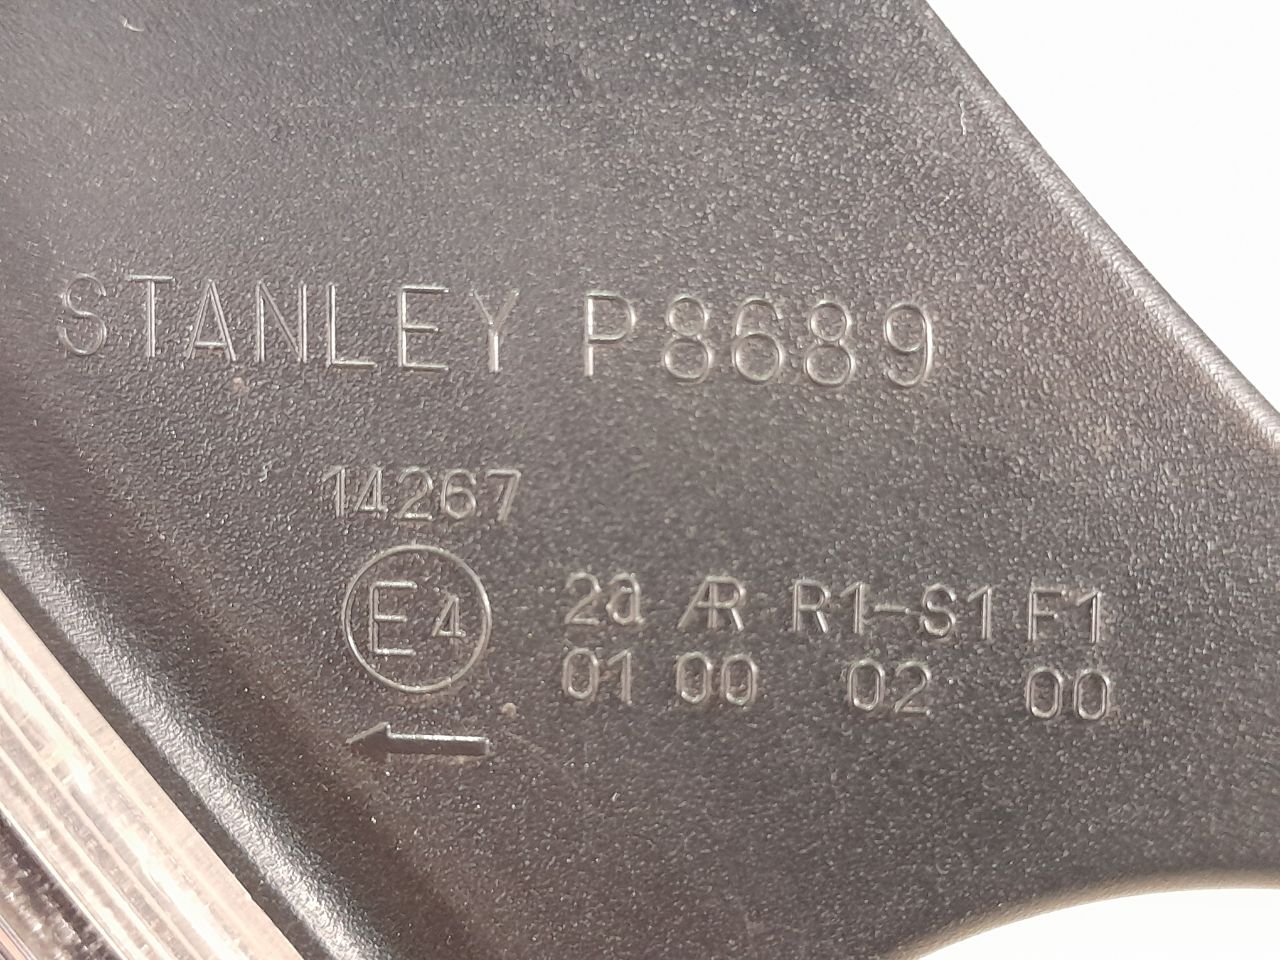 STANLEY P8689
14267
E4 2a AR R1-S1 F1
01 00 02 00